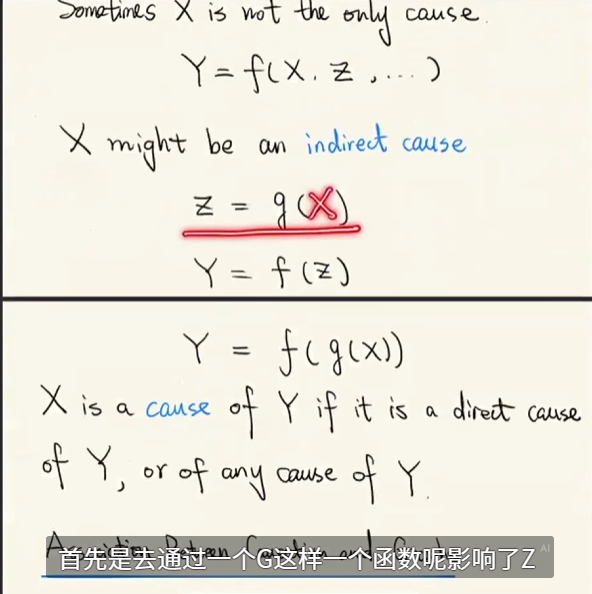 Sometimes X is not the only cause.
Y = f(X, Z, ...)
X might be an indirect cause
Z = g(X)
Y = f(Z)
Y = f(g(X))
X is a cause of Y if it is a direct cause
of Y, or of any cause of Y.
首先是去通过一个G这样一个函数呢影响了Z
AI